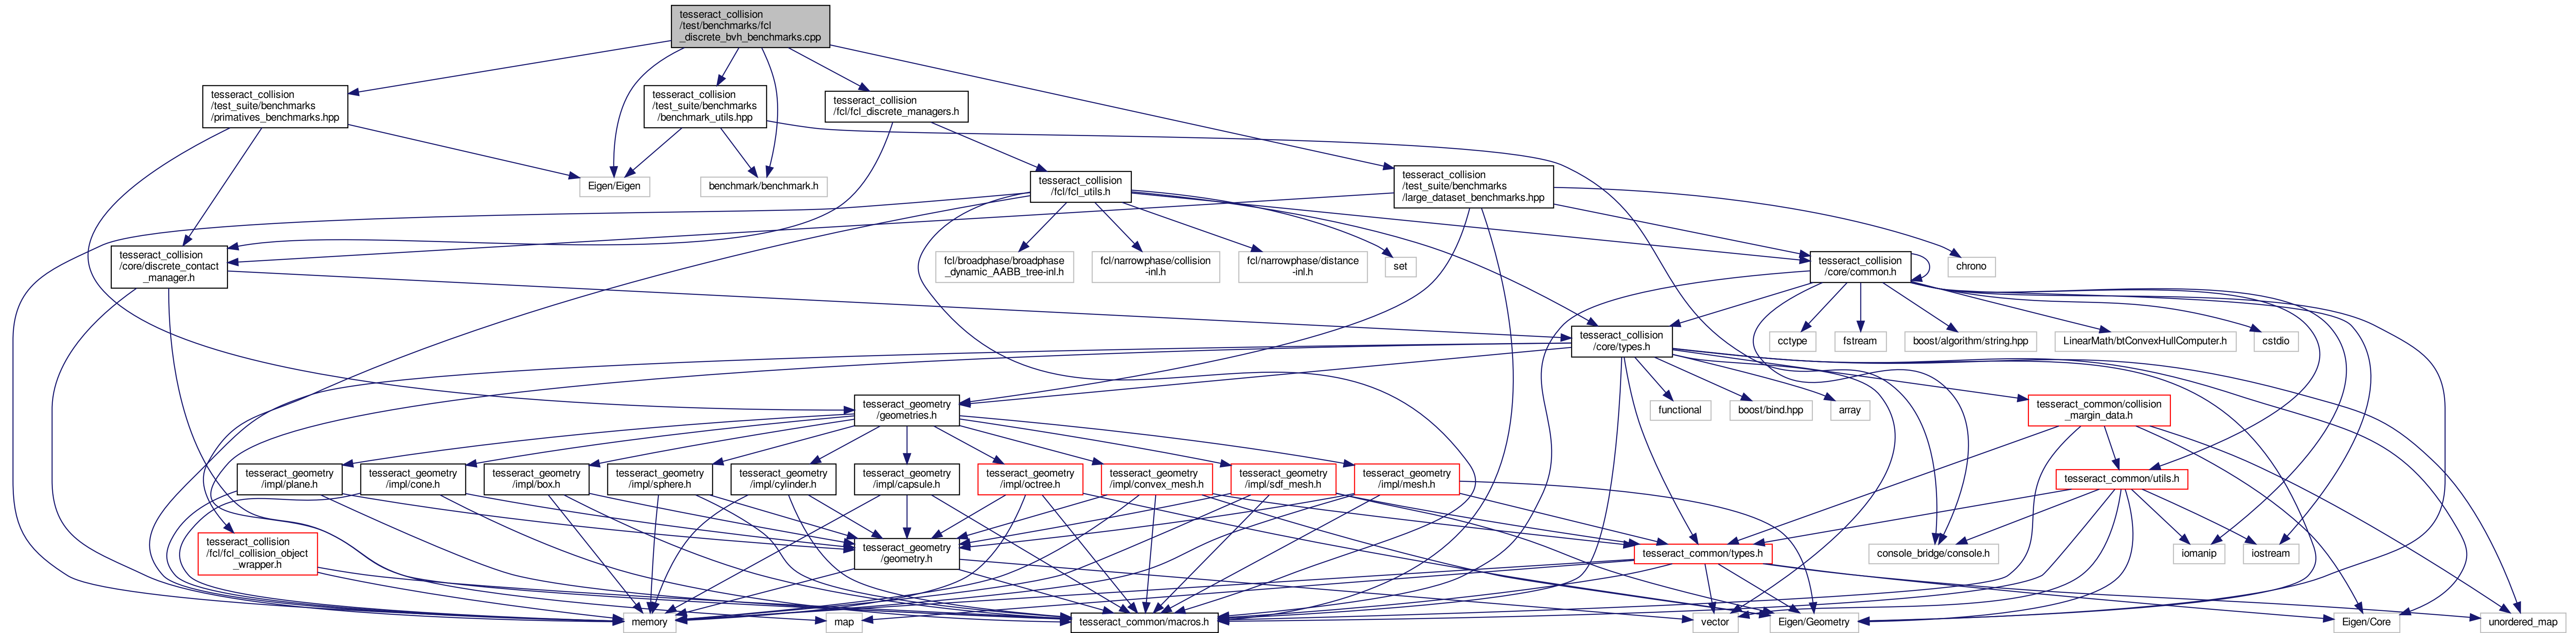 tesseract_collision
/test/benchmarks/fcl
_discrete_bvh_benchmarks.cpp
tesseract_collision
/test_suite/benchmarks
/primatives_benchmarks.hpp
tesseract_collision
/test_suite/benchmarks
/benchmark_utils.hpp
tesseract_collision
/fcl/fcl_discrete_managers.h
Eigen/Eigen
benchmark/benchmark.h
tesseract_collision
/fcl/fcl_utils.h
tesseract_collision
/test_suite/benchmarks
/large_dataset_benchmarks.hpp
tesseract_collision
/core/discrete_contact
_manager.h
fcl/broadphase/broadphase
_dynamic_AABB_tree-inl.h
fcl/narrowphase/collision
-inl.h
fcl/narrowphase/distance
-inl.h
set
tesseract_collision
/core/common.h
chrono
tesseract_collision
/core/types.h
cctype
fstream
boost/algorithm/string.hpp
LinearMath/btConvexHullComputer.h
cstdio
tesseract_geometry
/geometries.h
functional
boost/bind.hpp
array
tesseract_common/collision
_margin_data.h
tesseract_geometry
/impl/plane.h
tesseract_geometry
/impl/cone.h
tesseract_geometry
/impl/box.h
tesseract_geometry
/impl/sphere.h
tesseract_geometry
/impl/cylinder.h
tesseract_geometry
/impl/capsule.h
tesseract_geometry
/impl/octree.h
tesseract_geometry
/impl/convex_mesh.h
tesseract_geometry
/impl/sdf_mesh.h
tesseract_geometry
/impl/mesh.h
tesseract_common/utils.h
tesseract_collision
/fcl/fcl_collision_object
_wrapper.h
tesseract_geometry
/geometry.h
tesseract_common/types.h
console_bridge/console.h
iomanip
iostream
memory
map
tesseract_common/macros.h
vector
Eigen/Geometry
Eigen/Core
unordered_map